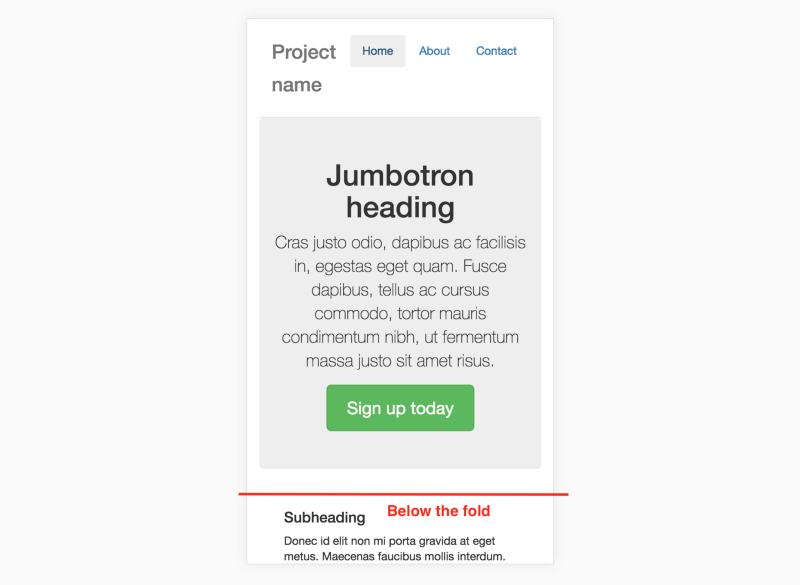 Project name
Home
About
Contact
Jumbotron
heading
Cras justo odio, dapibus ac facilisis
in, egestas eget quam. Fusce
dapibus, tellus ac cursus
commodo, tortor mauris
condimentum nibh, ut fermentum
massa justo sit amet risus.
Sign up today
Below the fold
Subheading
Donec id elit non mi porta gravida at eget
metus. Maecenas faucibus mollis interdum.